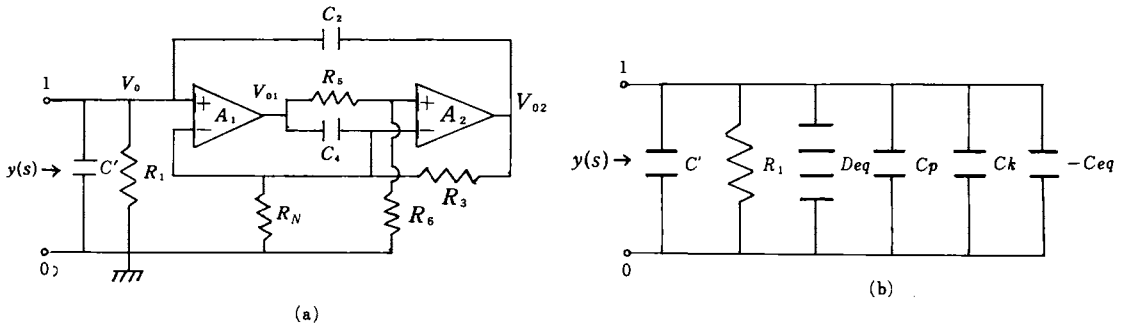 1
V₀
C₂
R₅
V₀₁
V₀₂
+
−
A₁
C₄
+
−
A₂
y(s)→
C'
R₁
R_N
R₆
R₃
0
(a)
1
y(s)→
C'
R₁
Deq
Cp
Ck
−Ceq
0
(b)